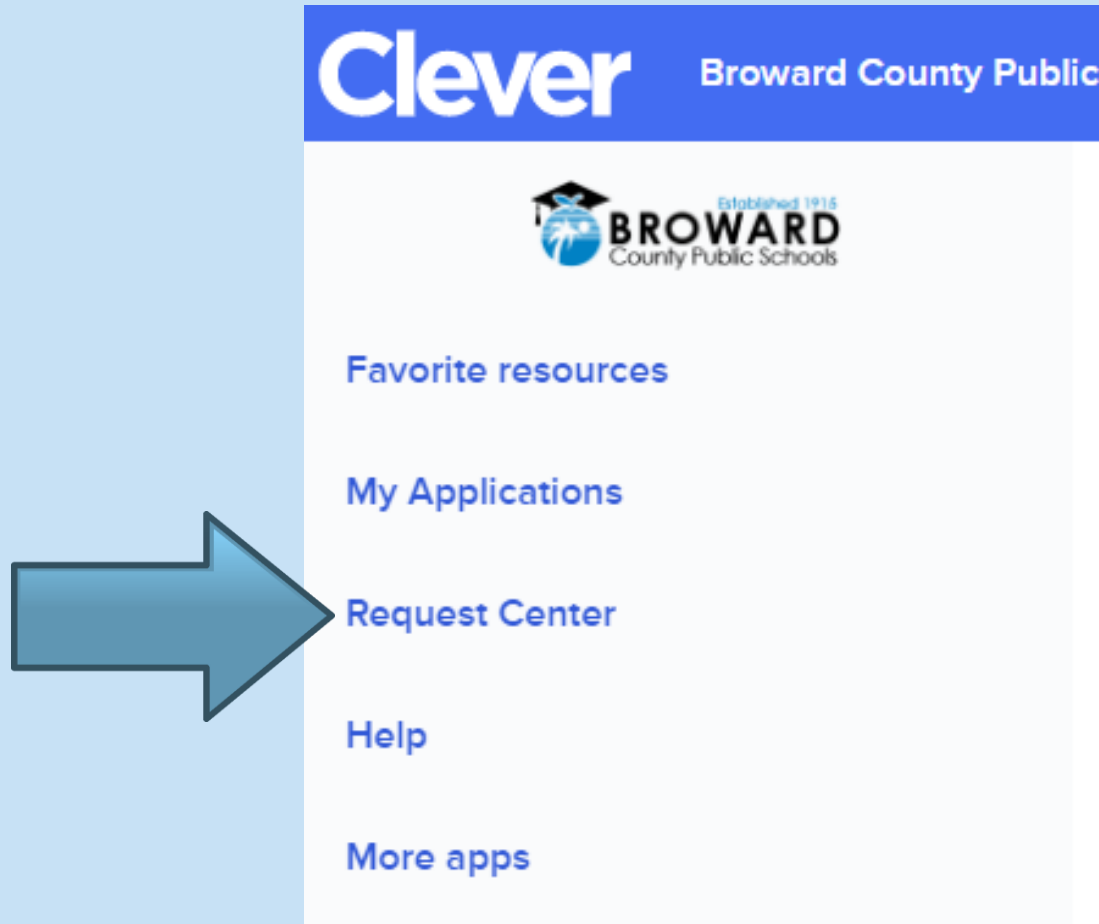 Clever Broward County Public
Established 1915
BROWARD
County Public Schools
Favorite resources
My Applications
Request Center
Help
More apps